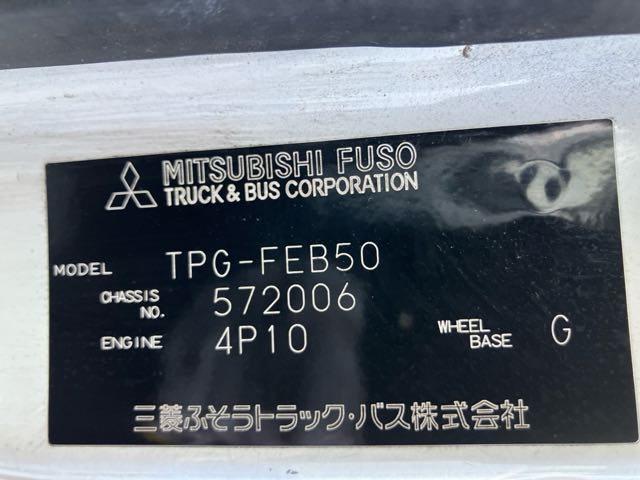 MITSUBISHI FUSO
TRUCK & BUS CORPORATION
MODEL TPG-FEB50
CHASSIS NO. 572006
ENGINE 4P10 WHEEL BASE G
三菱ふそうトラック・バス株式会社